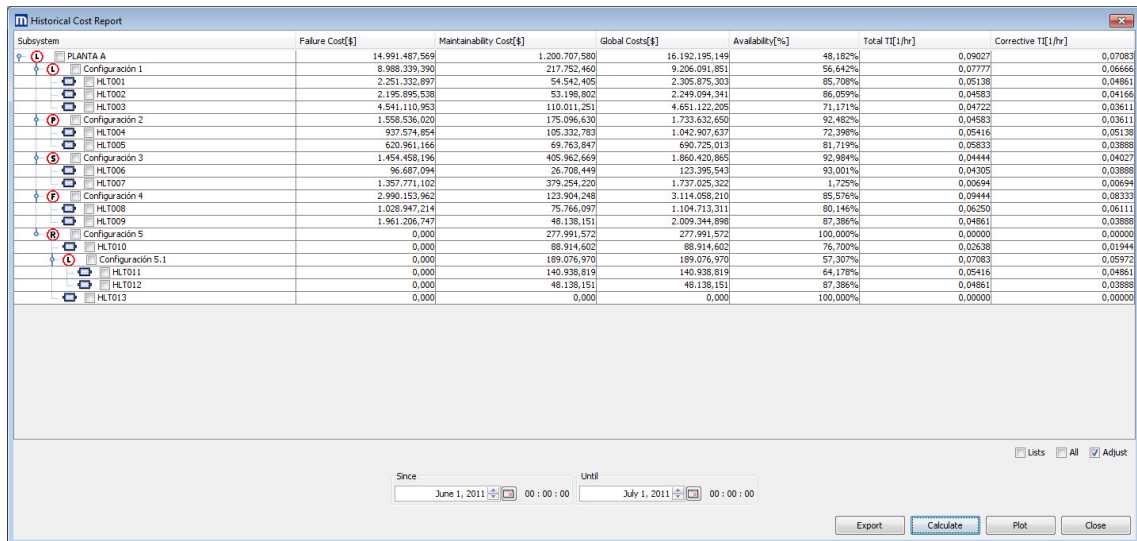 Historical Cost Report
Subsystem Failure Cost[$] Maintainability Cost[$] Global Costs[$] Availability[%] Total TI[1/hr] Corrective TI[1/hr]
L PLANTA A 14.991.487,569 1.200.707,580 16.192.195,149 48,182% 0,09027 0,07083
L Configuración 1 8.988.339,390 217.752,460 9.206.091,851 56,642% 0,07777 0,06666
HLT001 2.251.332,897 54.542,405 2.305.875,303 85,708% 0,05138 0,04861
HLT002 2.195.895,538 53.198,802 2.249.094,341 86,059% 0,04583 0,04166
HLT003 4.541.110,953 110.011,251 4.651.122,205 71,171% 0,04722 0,03611
P Configuración 2 1.558.536,020 175.096,630 1.733.632,650 92,482% 0,04583 0,03611
HLT004 937.574,854 105.332,783 1.042.907,637 72,398% 0,05416 0,05138
HLT005 620.961,166 69.763,847 690.725,013 81,719% 0,05833 0,03888
S Configuración 3 1.454.458,196 405.962,669 1.860.420,865 92,984% 0,04444 0,04027
HLT006 96.687,094 26.708,449 123.395,543 93,001% 0,04305 0,03888
HLT007 1.357.771,102 379.254,220 1.737.025,322 1,725% 0,00694 0,00694
F Configuración 4 2.990.153,962 123.904,248 3.114.058,210 85,576% 0,09444 0,08333
HLT008 1.028.947,214 75.766,097 1.104.713,311 80,146% 0,06250 0,06111
HLT009 1.961.206,747 48.138,151 2.009.344,898 87,386% 0,04861 0,03888
R Configuración 5 0,000 277.991,572 277.991,572 100,000% 0,00000 0,00000
HLT010 0,000 88.914,602 88.914,602 76,700% 0,02638 0,01944
L Configuración 5.1 0,000 189.076,970 189.076,970 57,307% 0,07083 0,05972
HLT011 0,000 140.938,819 140.938,819 64,178% 0,05416 0,04861
HLT012 0,000 48.138,151 48.138,151 87,386% 0,04861 0,03888
HLT013 0,000 0,000 0,000 100,000% 0,00000 0,00000
Lists All Adjust
Since Until
June 1, 2011 00 : 00 : 00 July 1, 2011 00 : 00 : 00
Export Calculate Plot Close